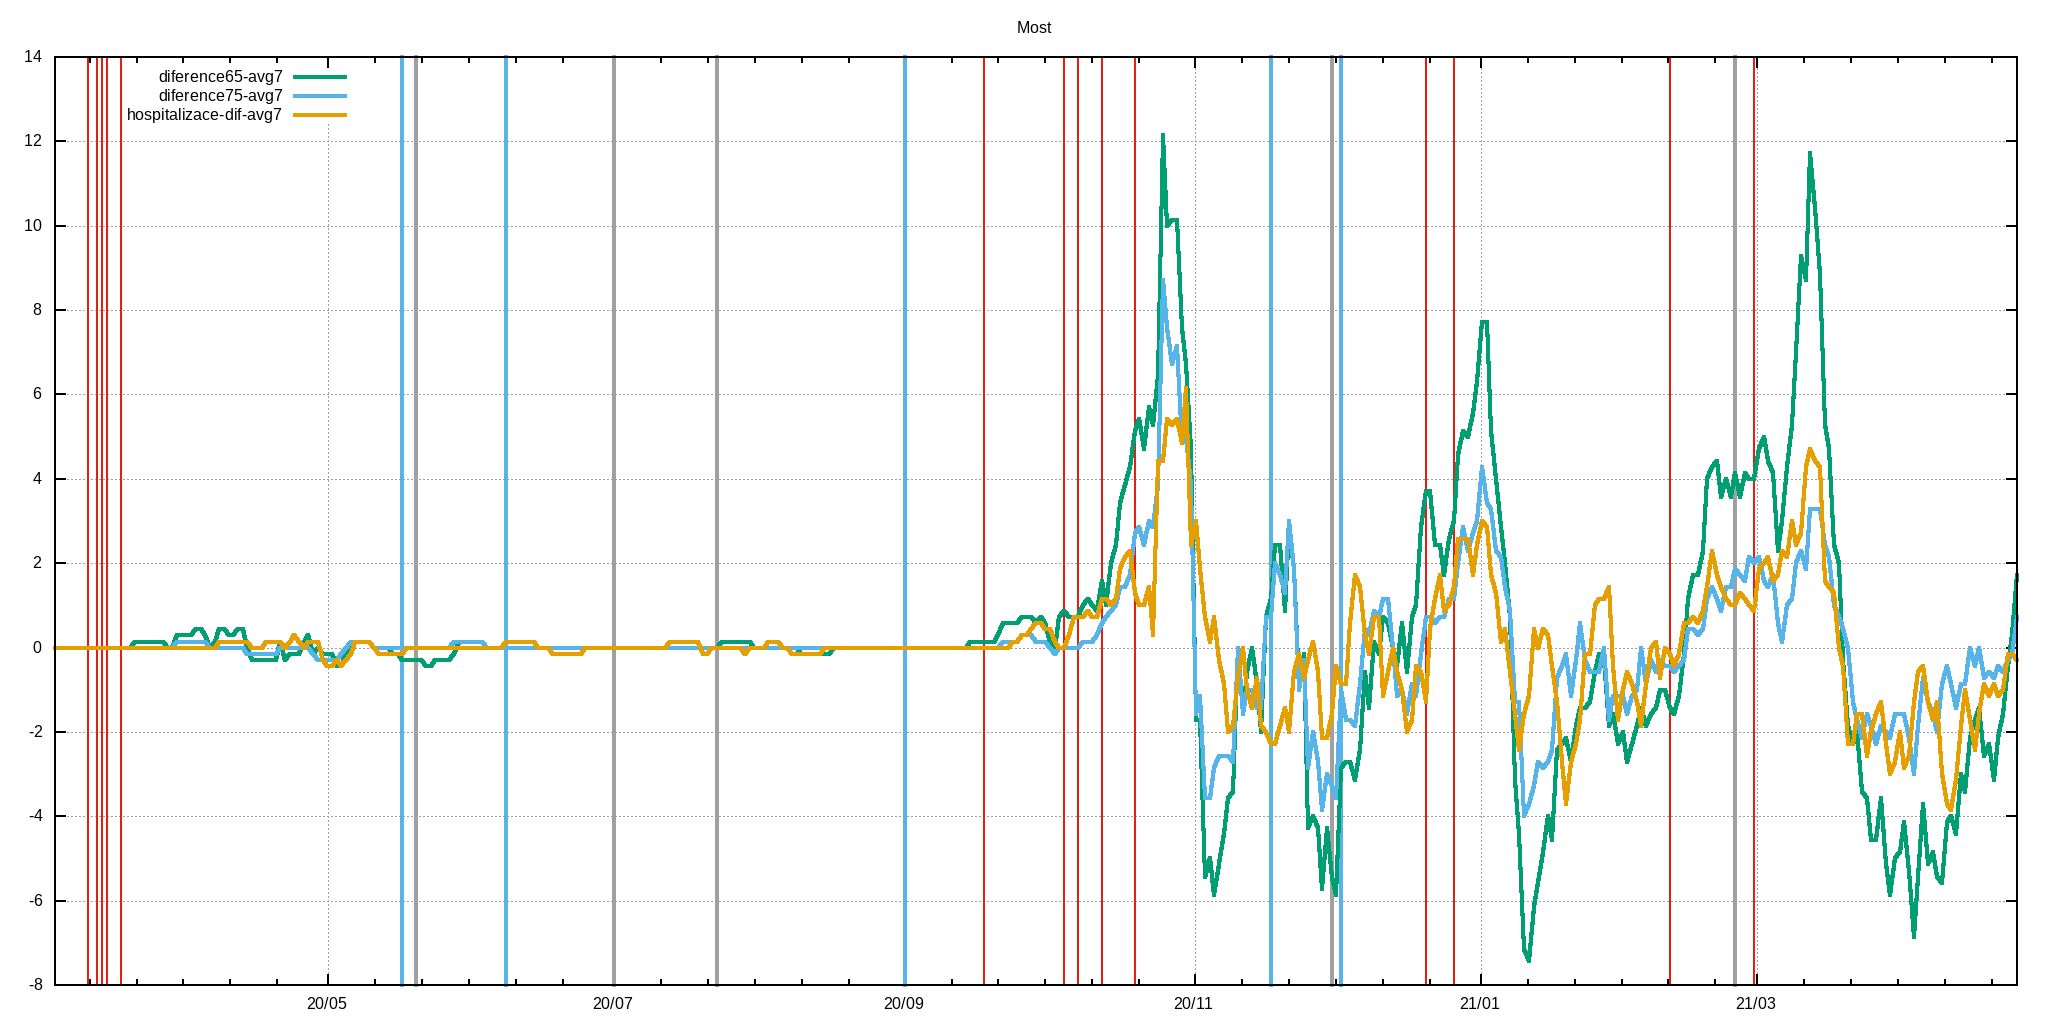 Most
diference65-avg7
diference75-avg7
hospitalizace-dif-avg7
14
12
10
8
6
4
2
0
-2
-4
-6
-8
20/05 20/07 20/09 20/11 21/01 21/03